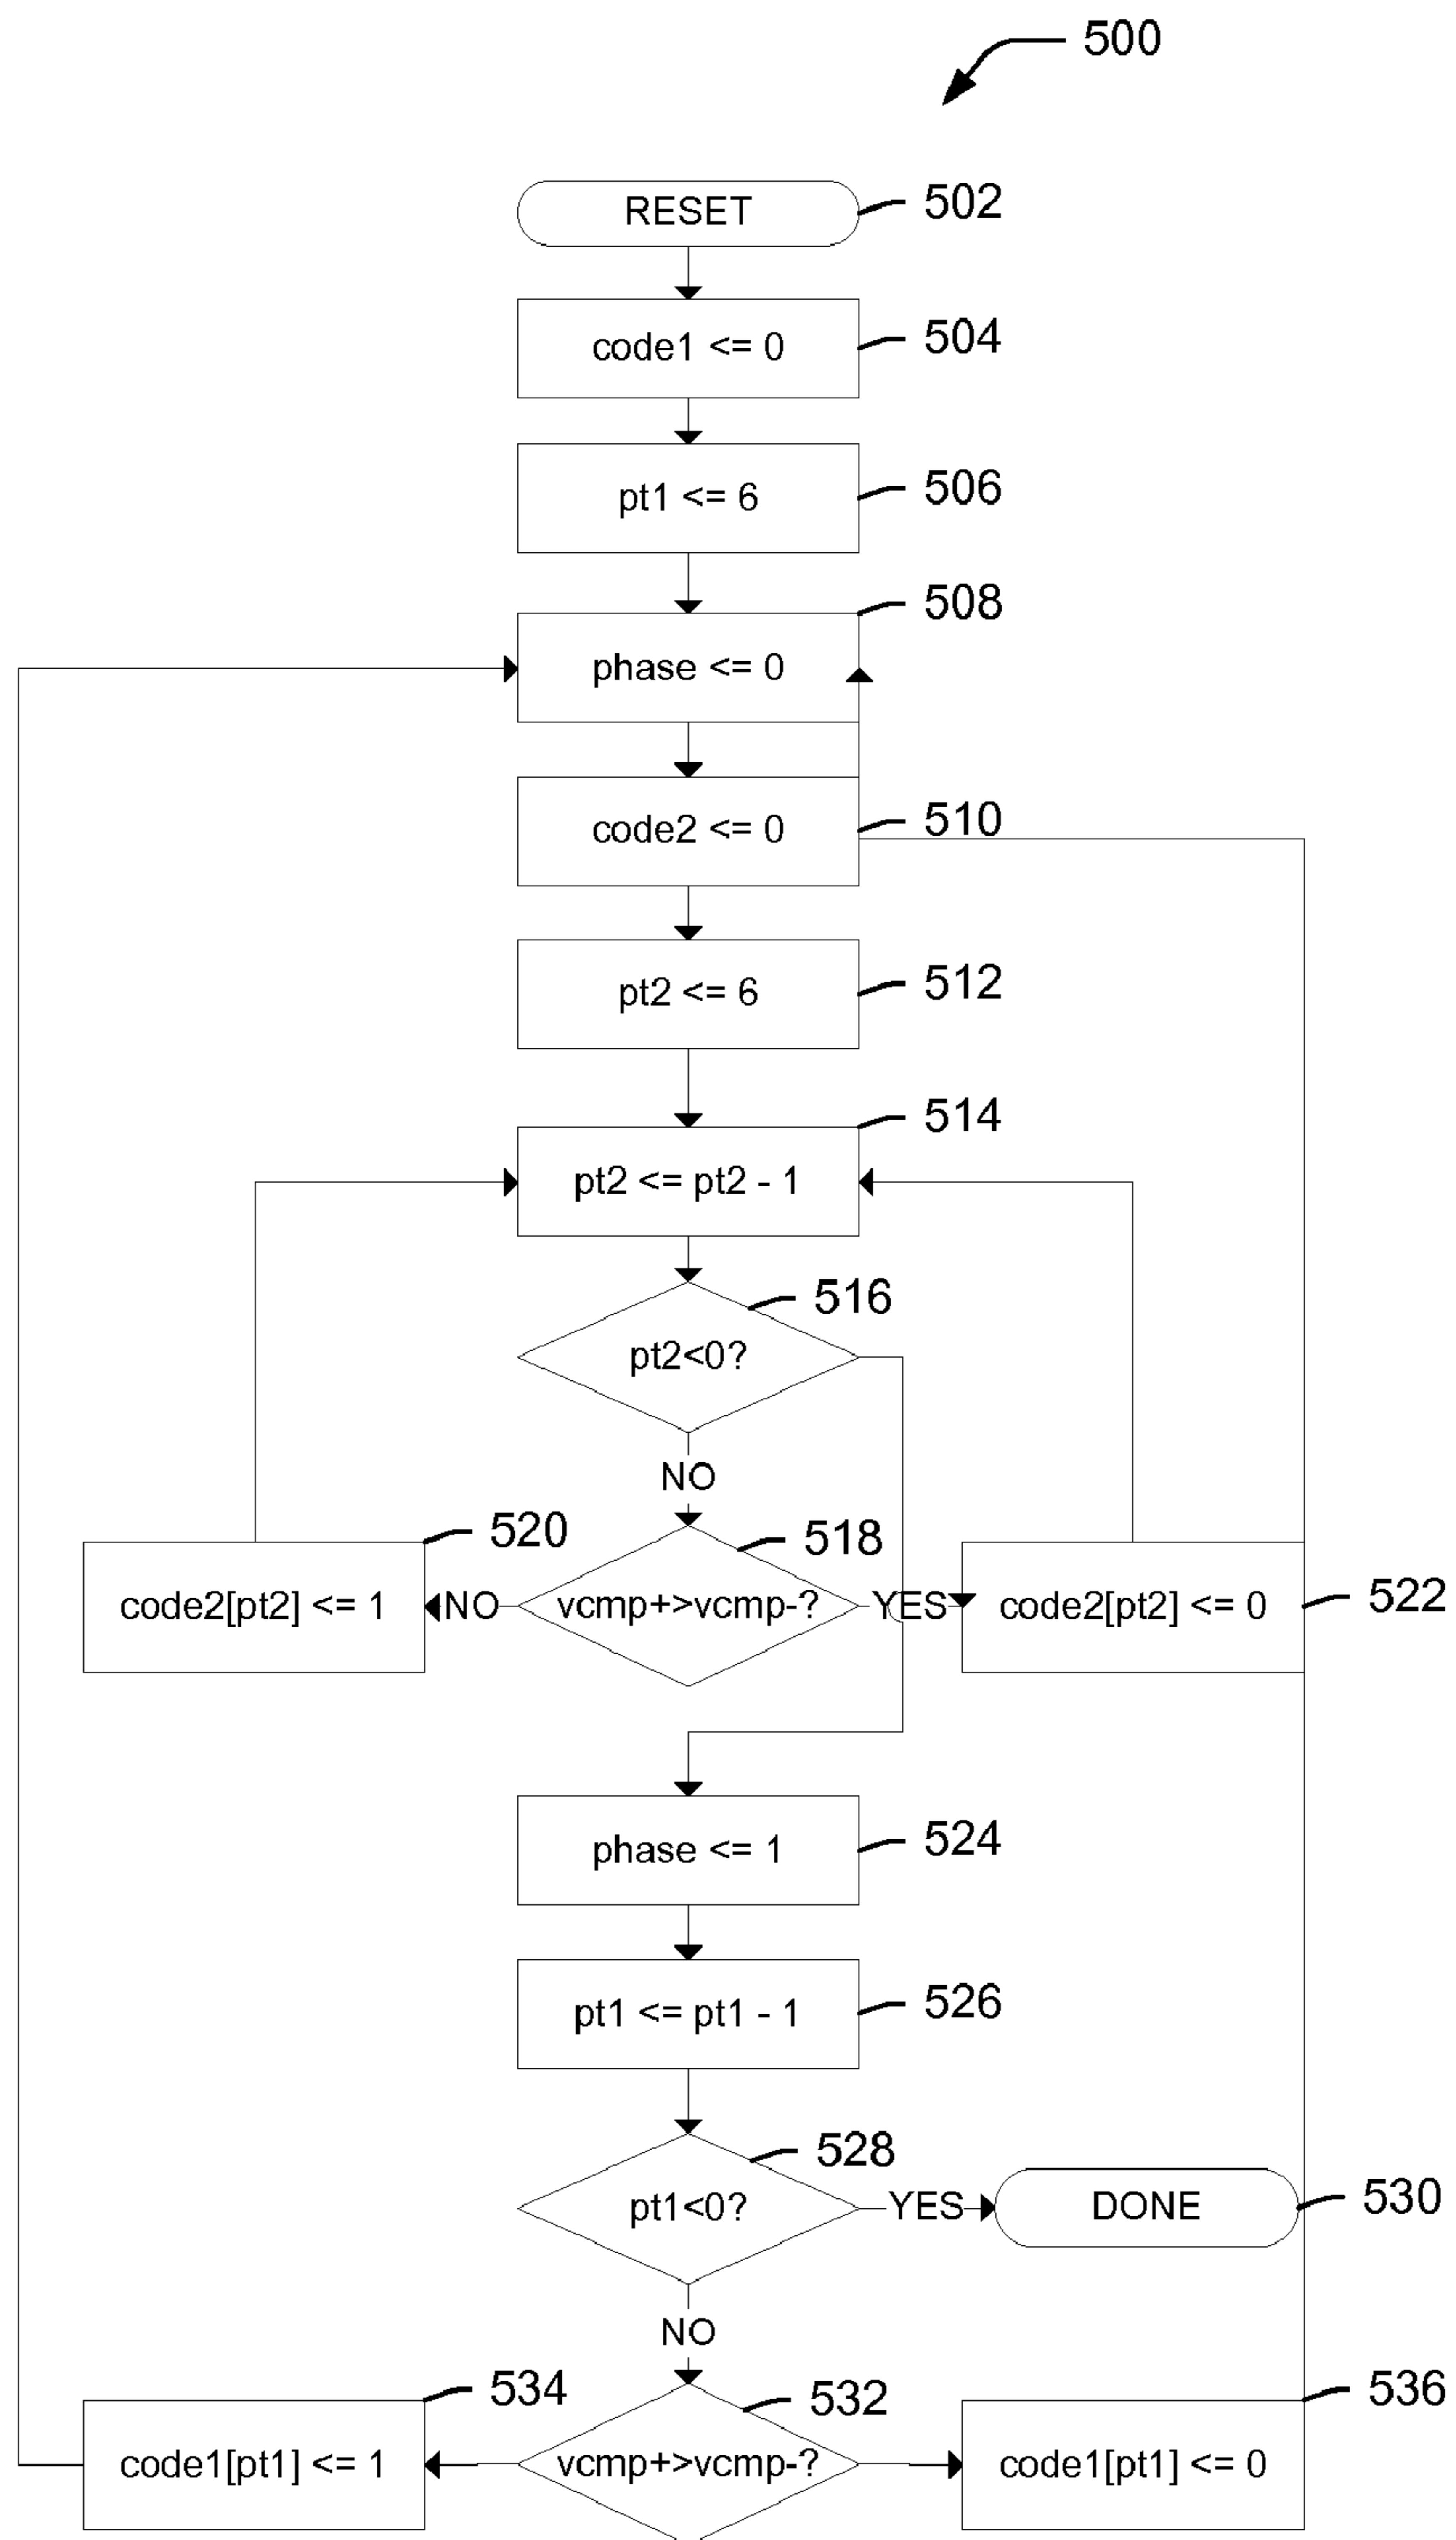 500
RESET
502
code1 <= 0
504
pt1 <= 6
506
508
phase <= 0
code2 <= 0
510
pt2 <= 6
512
514
pt2 <= pt2 - 1
516
pt2<0?
NO
520
518
code2[pt2] <= 1
NO
vcmp+>vcmp-?
YES
code2[pt2] <= 0
522
phase <= 1
524
pt1 <= pt1 - 1
526
528
pt1<0?
YES
DONE
530
NO
534
532
536
code1[pt1] <= 1
vcmp+>vcmp-?
code1[pt1] <= 0